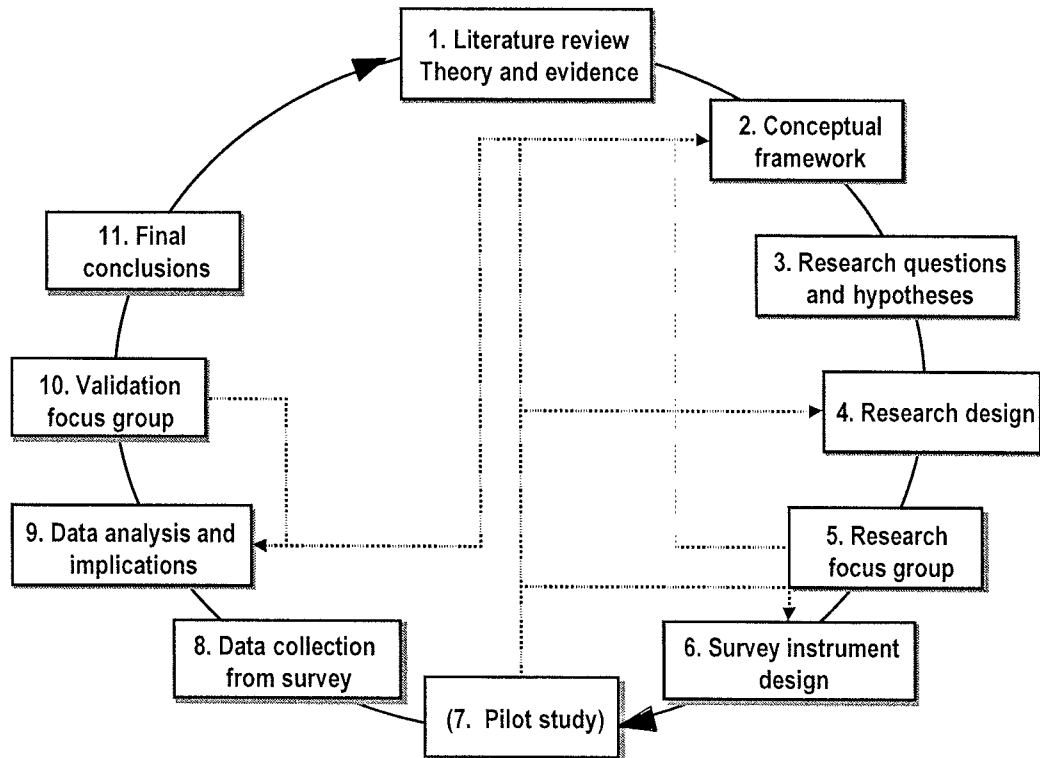 1. Literature review
Theory and evidence
2. Conceptual
framework
3. Research questions
and hypotheses
4. Research design
5. Research
focus group
6. Survey instrument
design
(7. Pilot study)
8. Data collection
from survey
9. Data analysis and
implications
10. Validation
focus group
11. Final
conclusions